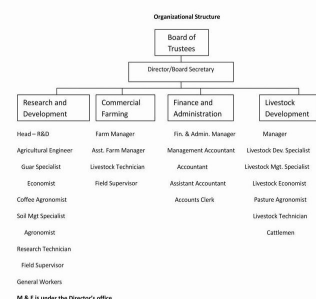 Organizational Structure
Board of
Trustees
Director/Board Secretary
Research and
Development
Head – R&D
Agricultural Engineer
Guar Specialist
Economist
Coffee Agronomist
Soil Mgt Specialist
Agronomist
Research Technician
Field Supervisor
General Workers
Commercial
Farming
Farm Manager
Asst. Farm Manager
Livestock Technician
Field Supervisor
Finance and
Administration
Fin. & Admin. Manager
Management Accountant
Accountant
Assistant Accountant
Accounts Clerk
Livestock
Development
Manager
Livestock Dev. Specialist
Livestock Mgt. Specialist
Livestock Economist
Pasture Agronomist
Livestock Technician
Cattlemen
M & E is under the Director's office